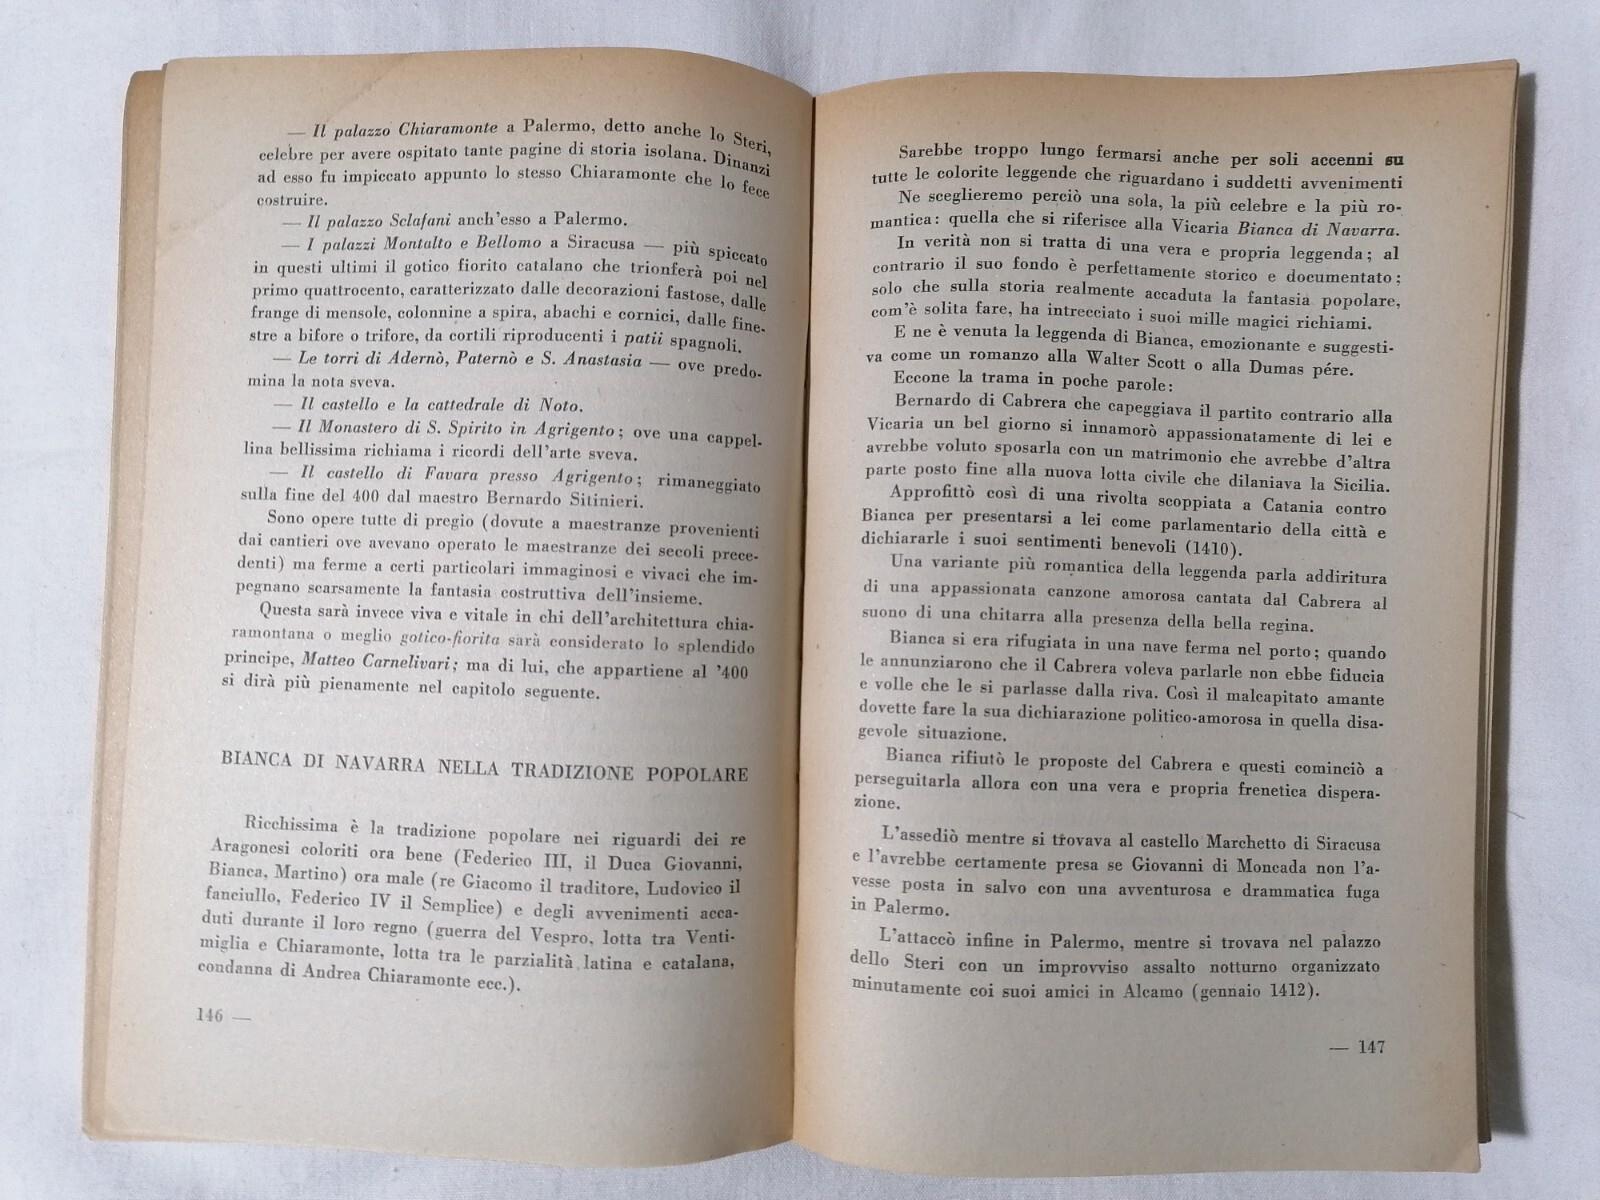 — Il palazzo Chiaramonte a Palermo, detto anche lo Steri,
celebre per avere ospitato tante pagine di storia isolana. Dinanzi
ad esso fu impiccato appunto lo stesso Chiaramonte che lo fece
costruire.
— Il palazzo Sclafani anch'esso a Palermo.
— I palazzi Montalto e Bellomo a Siracusa — più spiccato
in questi ultimi il gotico fiorito catalano che trionferà poi nel
primo quattrocento, caratterizzato dalle decorazioni fastose, dalle
frange di mensole, colonnine a spira, abachi e cornici, dalle fine-
stre a bifore o trifore, da cortili riproducenti i patii spagnoli.
— Le torri di Adernò, Paternò e S. Anastasia — ove predo-
mina la nota sveva.
— Il castello e la cattedrale di Noto.
— Il Monastero di S. Spirito in Agrigento; ove una cappel-
lina bellissima richiama i ricordi dell'arte sveva.
— Il castello di Favara presso Agrigento; rimaneggiato
sulla fine del 400 dal maestro Bernardo Sitinieri.
Sono opere tutte di pregio (dovute a maestranze provenienti
dai cantieri ove avevano operato le maestranze dei secoli prece-
denti) ma ferme a certi particolari immaginosi e vivaci che im-
pegnano scarsamente la fantasia costruttiva dell'insieme.
Questa sarà invece viva e vitale in chi dell'architettura chia-
ramontana o meglio gotico-fiorita sarà considerato lo splendido
principe, Matteo Carnelivari; ma di lui, che appartiene al '400
si dirà più pienamente nel capitolo seguente.
BIANCA DI NAVARRA NELLA TRADIZIONE POPOLARE
Ricchissima è la tradizione popolare nei riguardi dei re
Aragonesi coloriti ora bene (Federico III, il Duca Giovanni,
Bianca, Martino) ora male (re Giacomo il traditore, Ludovico il
fanciullo, Federico IV il Semplice) e degli avvenimenti acca-
duti durante il loro regno (guerra del Vespro, lotta tra Venti-
miglia e Chiaramonte, lotta tra le parzialità latina e catalana,
condanna di Andrea Chiaramonte ecc.).
146 —
Sarebbe troppo lungo fermarsi anche per soli accenni su
tutte le colorite leggende che riguardano i suddetti avvenimenti
Ne sceglieremo perciò una sola, la più celebre e la più ro-
mantica: quella che si riferisce alla Vicaria Bianca di Navarra.
In verità non si tratta di una vera e propria leggenda; al
contrario il suo fondo è perfettamente storico e documentato;
solo che sulla storia realmente accaduta la fantasia popolare,
com'è solita fare, ha intrecciato i suoi mille magici richiami.
E ne è venuta la leggenda di Bianca, emozionante e suggesti-
va come un romanzo alla Walter Scott o alla Dumas pére.
Eccone la trama in poche parole:
Bernardo di Cabrera che capeggiava il partito contrario alla
Vicaria un bel giorno si innamorò appassionatamente di lei e
avrebbe voluto sposarla con un matrimonio che avrebbe d'altra
parte posto fine alla nuova lotta civile che dilaniava la Sicilia.
Approfittò così di una rivolta scoppiata a Catania contro
Bianca per presentarsi a lei come parlamentario della città e
dichiararle i suoi sentimenti benevoli (1410).
Una variante più romantica della leggenda parla addiritura
di una appassionata canzone amorosa cantata dal Cabrera al
suono di una chitarra alla presenza della bella regina.
Bianca si era rifugiata in una nave ferma nel porto; quando
le annunziarono che il Cabrera voleva parlarle non ebbe fiducia
e volle che le si parlasse dalla riva. Così il malcapitato amante
dovette fare la sua dichiarazione politico-amorosa in quella disa-
gevole situazione.
Bianca rifiutò le proposte del Cabrera e questi cominciò a
perseguitarla allora con una vera e propria frenetica dispera-
zione.
L'assediò mentre si trovava al castello Marchetto di Siracusa
e l'avrebbe certamente presa se Giovanni di Moncada non l'a-
vesse posta in salvo con una avventurosa e drammatica fuga
in Palermo.
L'attaccò infine in Palermo, mentre si trovava nel palazzo
dello Steri con un improvviso assalto notturno organizzato
minutamente coi suoi amici in Alcamo (gennaio 1412).
— 147